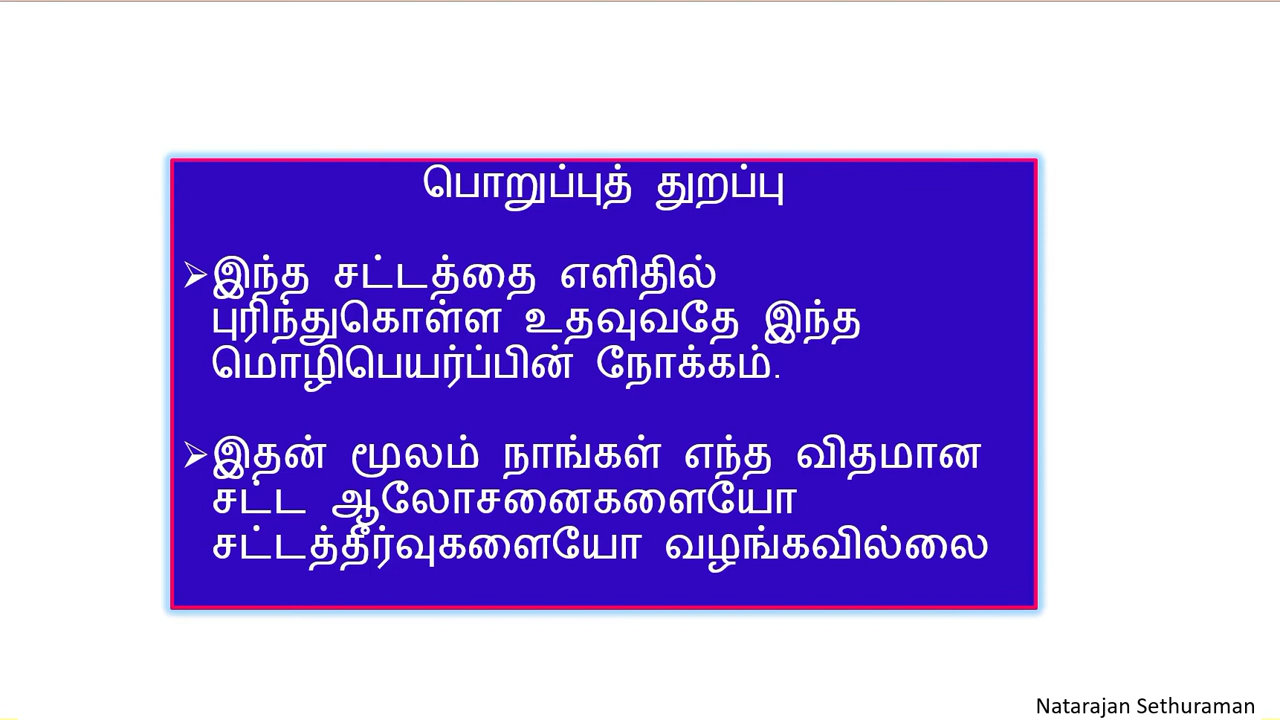 பொறுப்புத் துறப்பு
➢இந்த சட்டத்தை எளிதில்
புரிந்துகொள்ள உதவுவதே இந்த
மொழிபெயர்ப்பின் நோக்கம்.
➢இதன் மூலம் நாங்கள் எந்த விதமான
சட்ட ஆலோசனைகளையோ
சட்டத்தீர்வுகளையோ வழங்கவில்லை
Natarajan Sethuraman